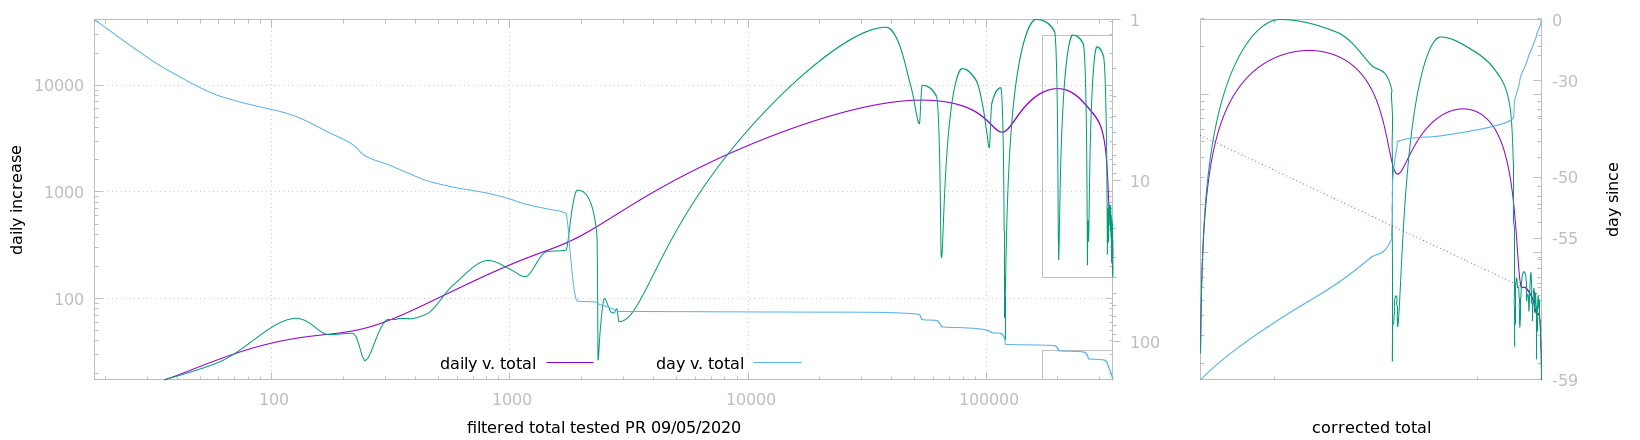 daily increase
10000
1000
100
daily v. total
day v. total
1
10
100
100
1000
10000
100000
filtered total tested PR 09/05/2020
0
-30
-50
-55
-59
day since
corrected total